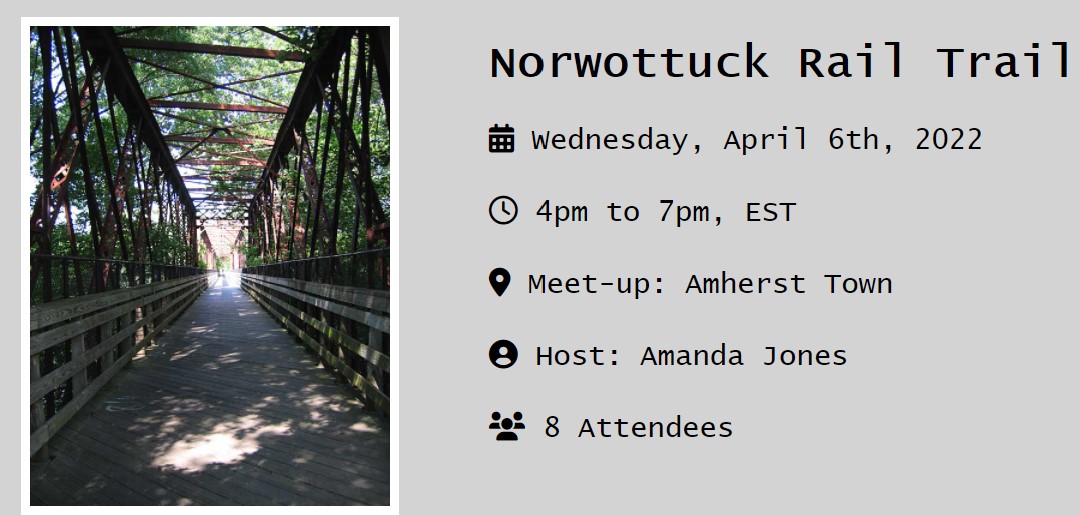 Norwottuck Rail Trail
Wednesday, April 6th, 2022
4pm to 7pm, EST
Meet-up: Amherst Town
Host: Amanda Jones
8 Attendees